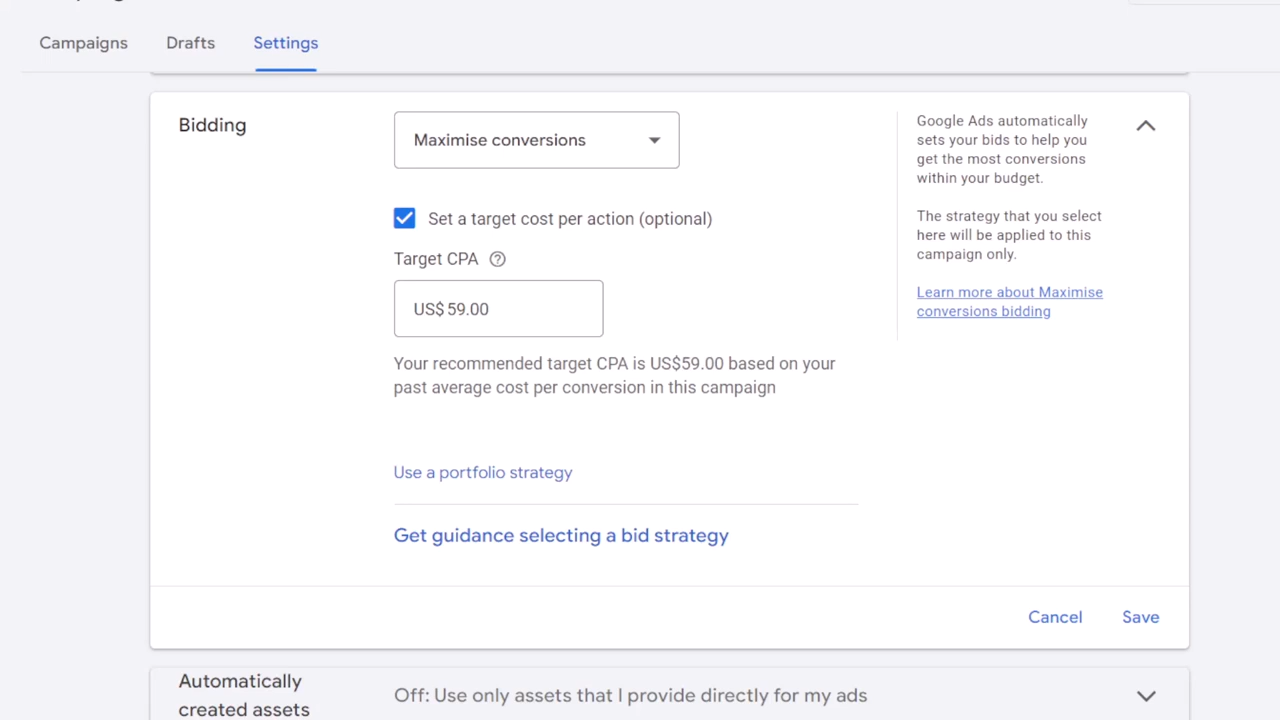 Campaigns
Drafts
Settings
Bidding
Maximise conversions
Set a target cost per action (optional)
Target CPA
US$ 59.00
Your recommended target CPA is US$59.00 based on your
past average cost per conversion in this campaign
Use a portfolio strategy
Get guidance selecting a bid strategy
Google Ads automatically
sets your bids to help you
get the most conversions
within your budget.
The strategy that you select
here will be applied to this
campaign only.
Learn more about Maximise
conversions bidding
Cancel
Save
Automatically
created assets
Off: Use only assets that I provide directly for my ads